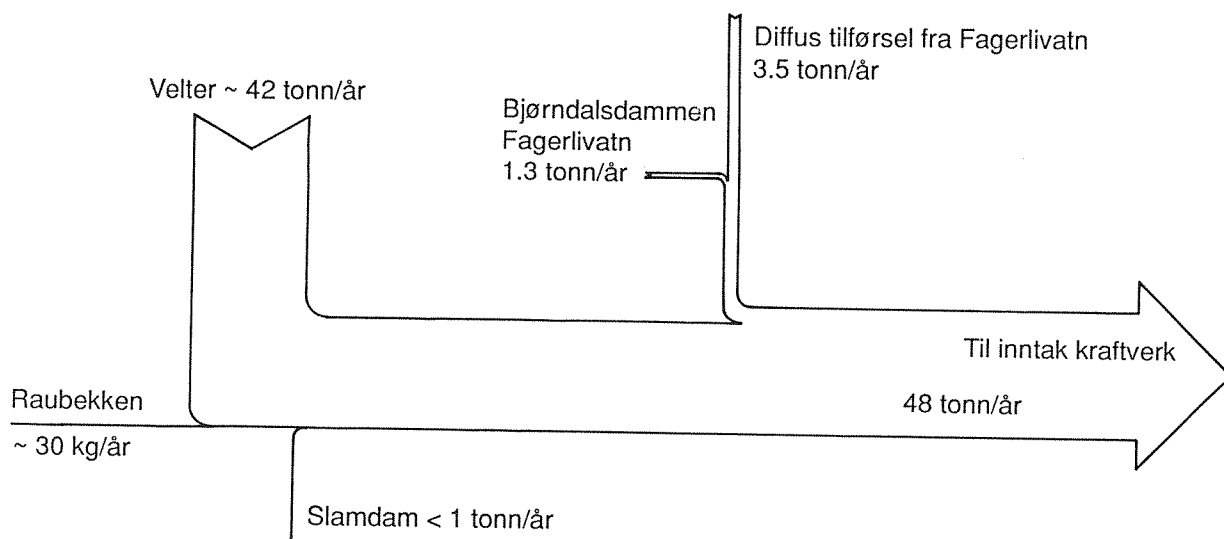 Diffus tilførsel fra Fagerlivatn
3.5 tonn/år
Velter ~ 42 tonn/år
Bjørndalsdammen
Fagerlivatn
1.3 tonn/år
Til inntak kraftverk
48 tonn/år
Raubekken
~ 30 kg/år
Slamdam < 1 tonn/år